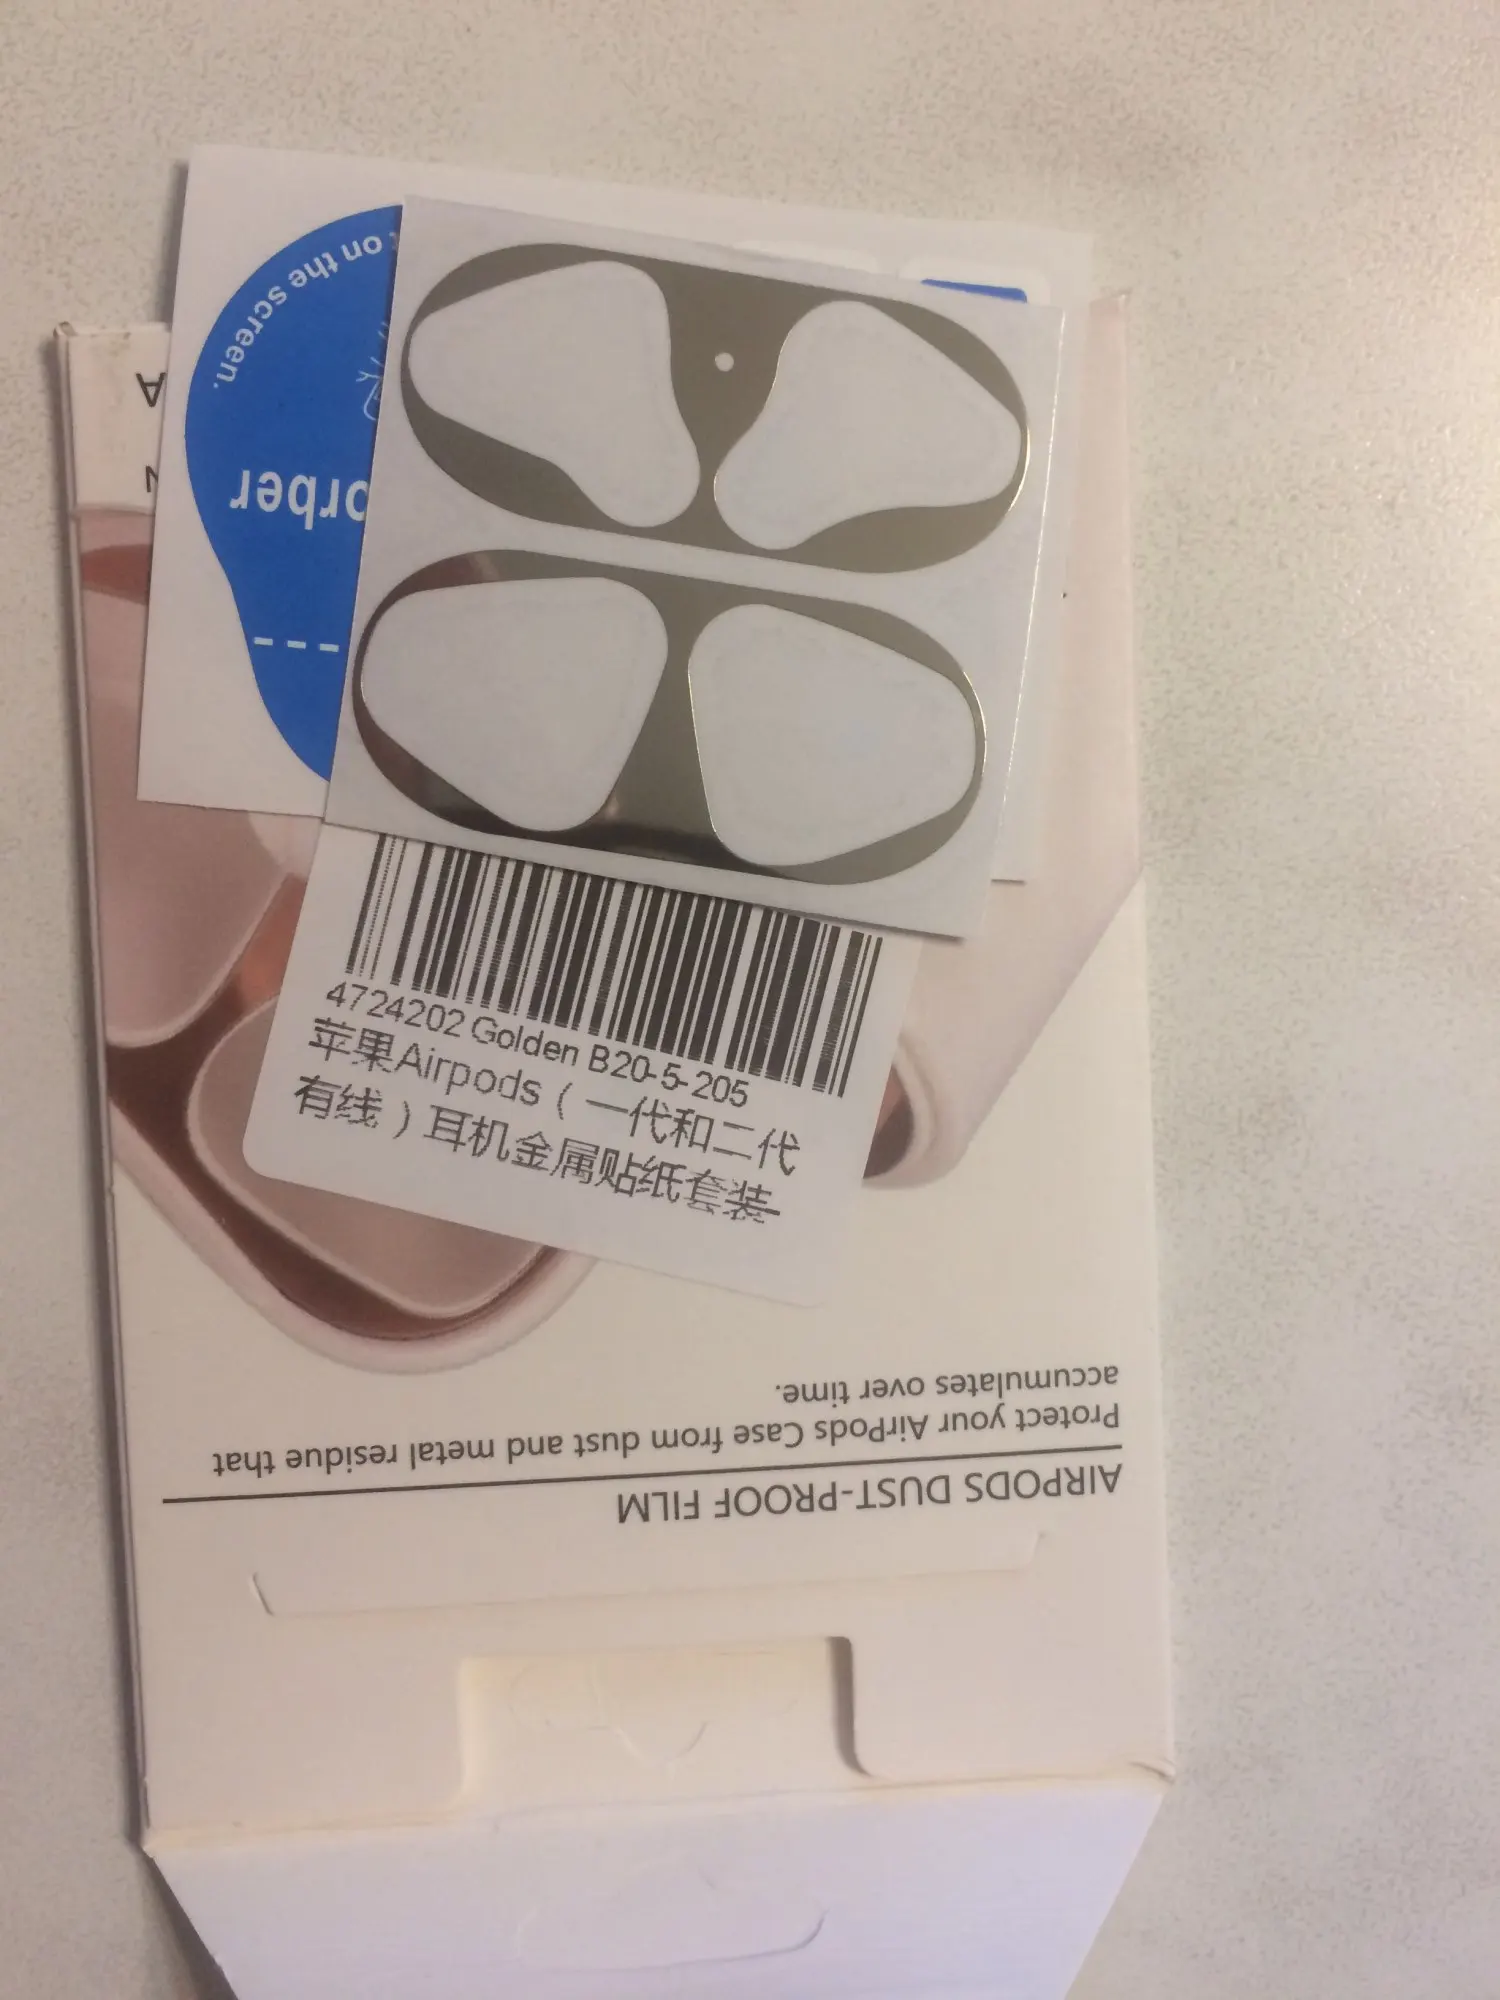 on the screen.
4724202 Golden B20-5-205
苹果Airpods（一代和二代
有线）耳机金属贴纸套装
AIRPODS DUST-PROOF FILM
Protect your AirPods Case from dust and metal residue that
accumulates over time.